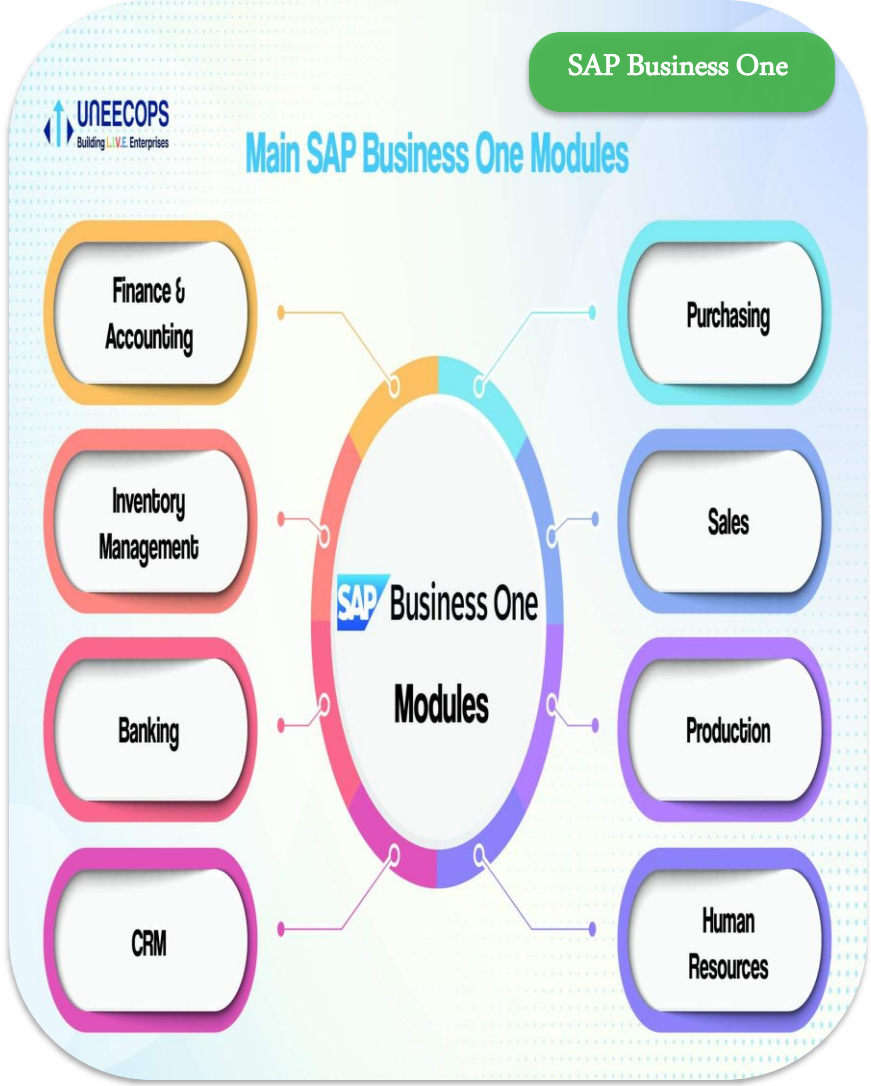 SAP Business One
UNEECOPS
Building L.I.V.E. Enterprises
Main SAP Business One Modules
Finance &
Accounting
Purchasing
Inventory
Management
Sales
SAP Business One
Modules
Banking
Production
CRM
Human
Resources